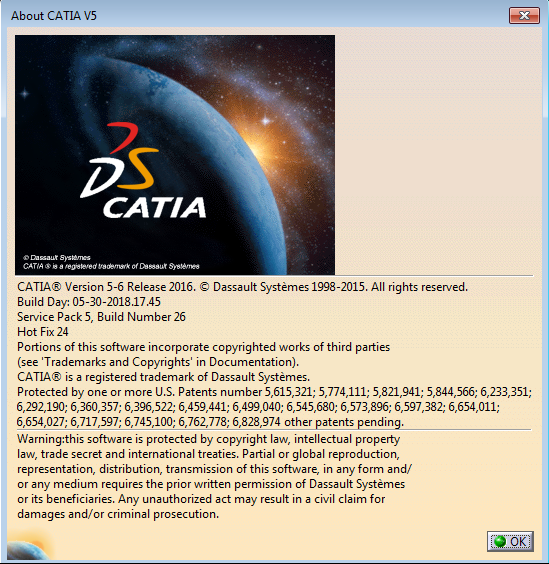 About CATIA V5
DS CATIA
© Dassault Systèmes
CATIA ® is a registered trademark of Dassault Systèmes
CATIA® Version 5-6 Release 2016. © Dassault Systèmes 1998-2015. All rights reserved.
Build Day: 05-30-2018.17.45
Service Pack 5, Build Number 26
Hot Fix 24
Portions of this software incorporate copyrighted works of third parties
(see 'Trademarks and Copyrights' in Documentation).
CATIA® is a registered trademark of Dassault Systèmes.
Protected by one or more U.S. Patents number 5,615,321; 5,774,111; 5,821,941; 5,844,566; 6,233,351;
6,292,190; 6,360,357; 6,396,522; 6,459,441; 6,499,040; 6,545,680; 6,573,896; 6,597,382; 6,654,011;
6,654,027; 6,717,597; 6,745,100; 6,762,778; 6,828,974 other patents pending.
Warning:this software is protected by copyright law, intellectual property
law, trade secret and international treaties. Partial or global reproduction,
representation, distribution, transmission of this software, in any form and/
or any medium requires the prior written permission of Dassault Systèmes
or its beneficiaries. Any unauthorized act may result in a civil claim for
damages and/or criminal prosecution.
OK